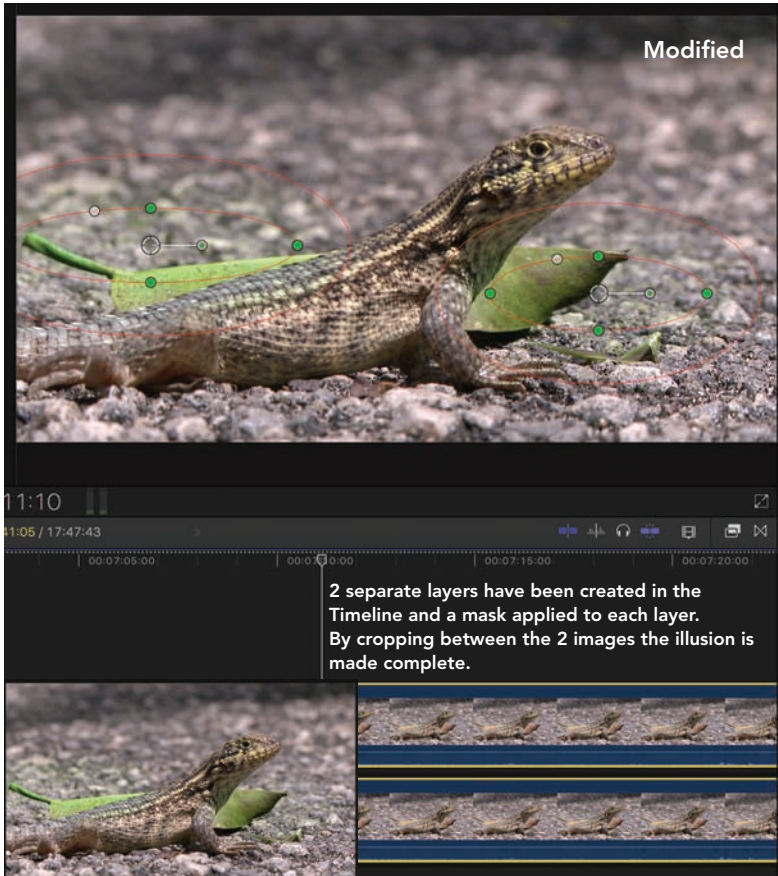 Modified
11:10
41:05 / 17:47:43
00:07:05:00
00:07:10:00
00:07:15:00
00:07:20:00
2 separate layers have been created in the
Timeline and a mask applied to each layer.
By cropping between the 2 images the illusion is
made complete.